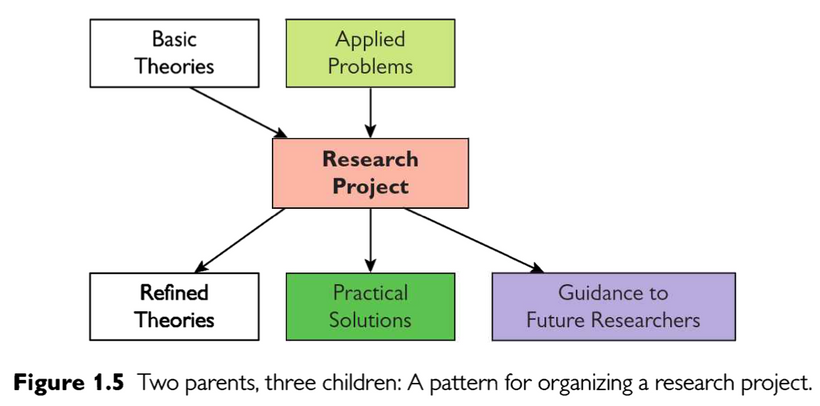 Basic
Theories
Applied
Problems
Research
Project
Refined
Theories
Practical
Solutions
Guidance to
Future Researchers
Figure 1.5 Two parents, three children: A pattern for organizing a research project.